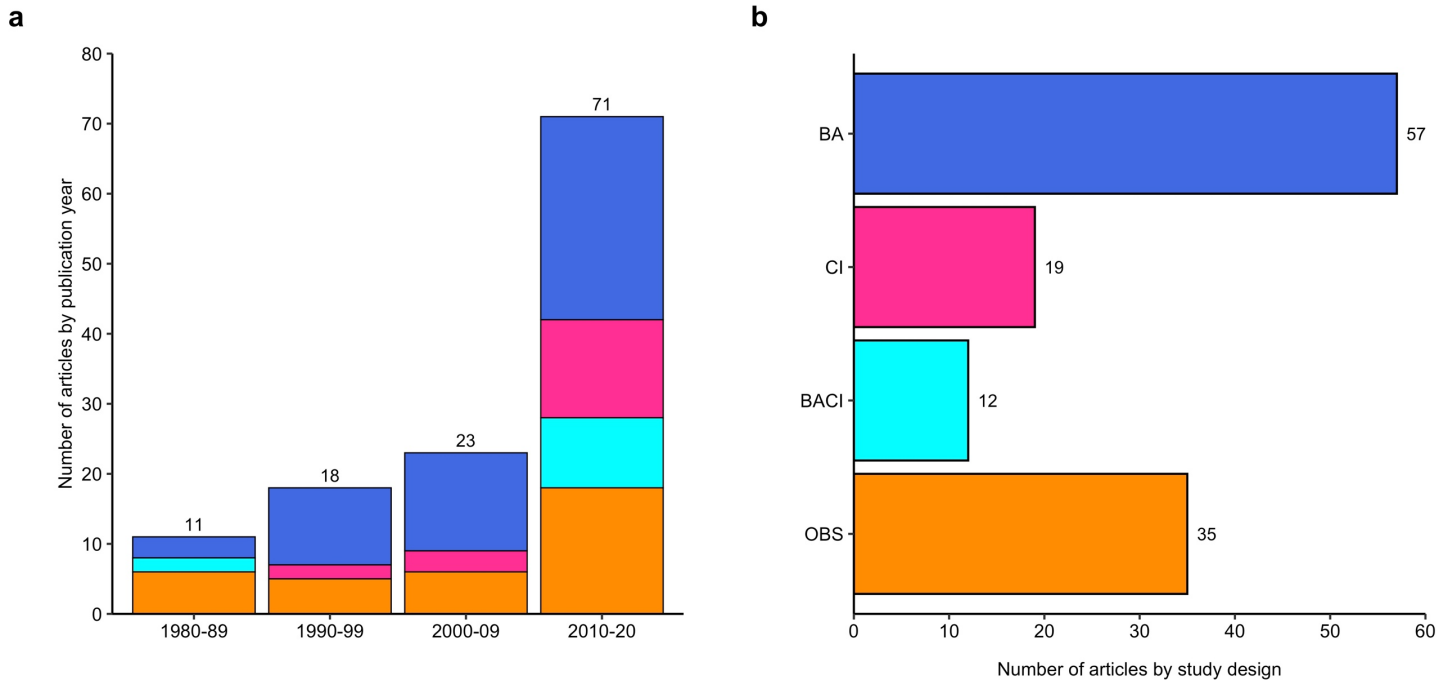 a
Number of articles by publication year
80
70
60
50
40
30
20
10
0
11
18
23
71
1980-89
1990-99
2000-09
2010-20
b
BA
57
CI
19
BACI
12
OBS
35
0 10 20 30 40 50 60
Number of articles by study design